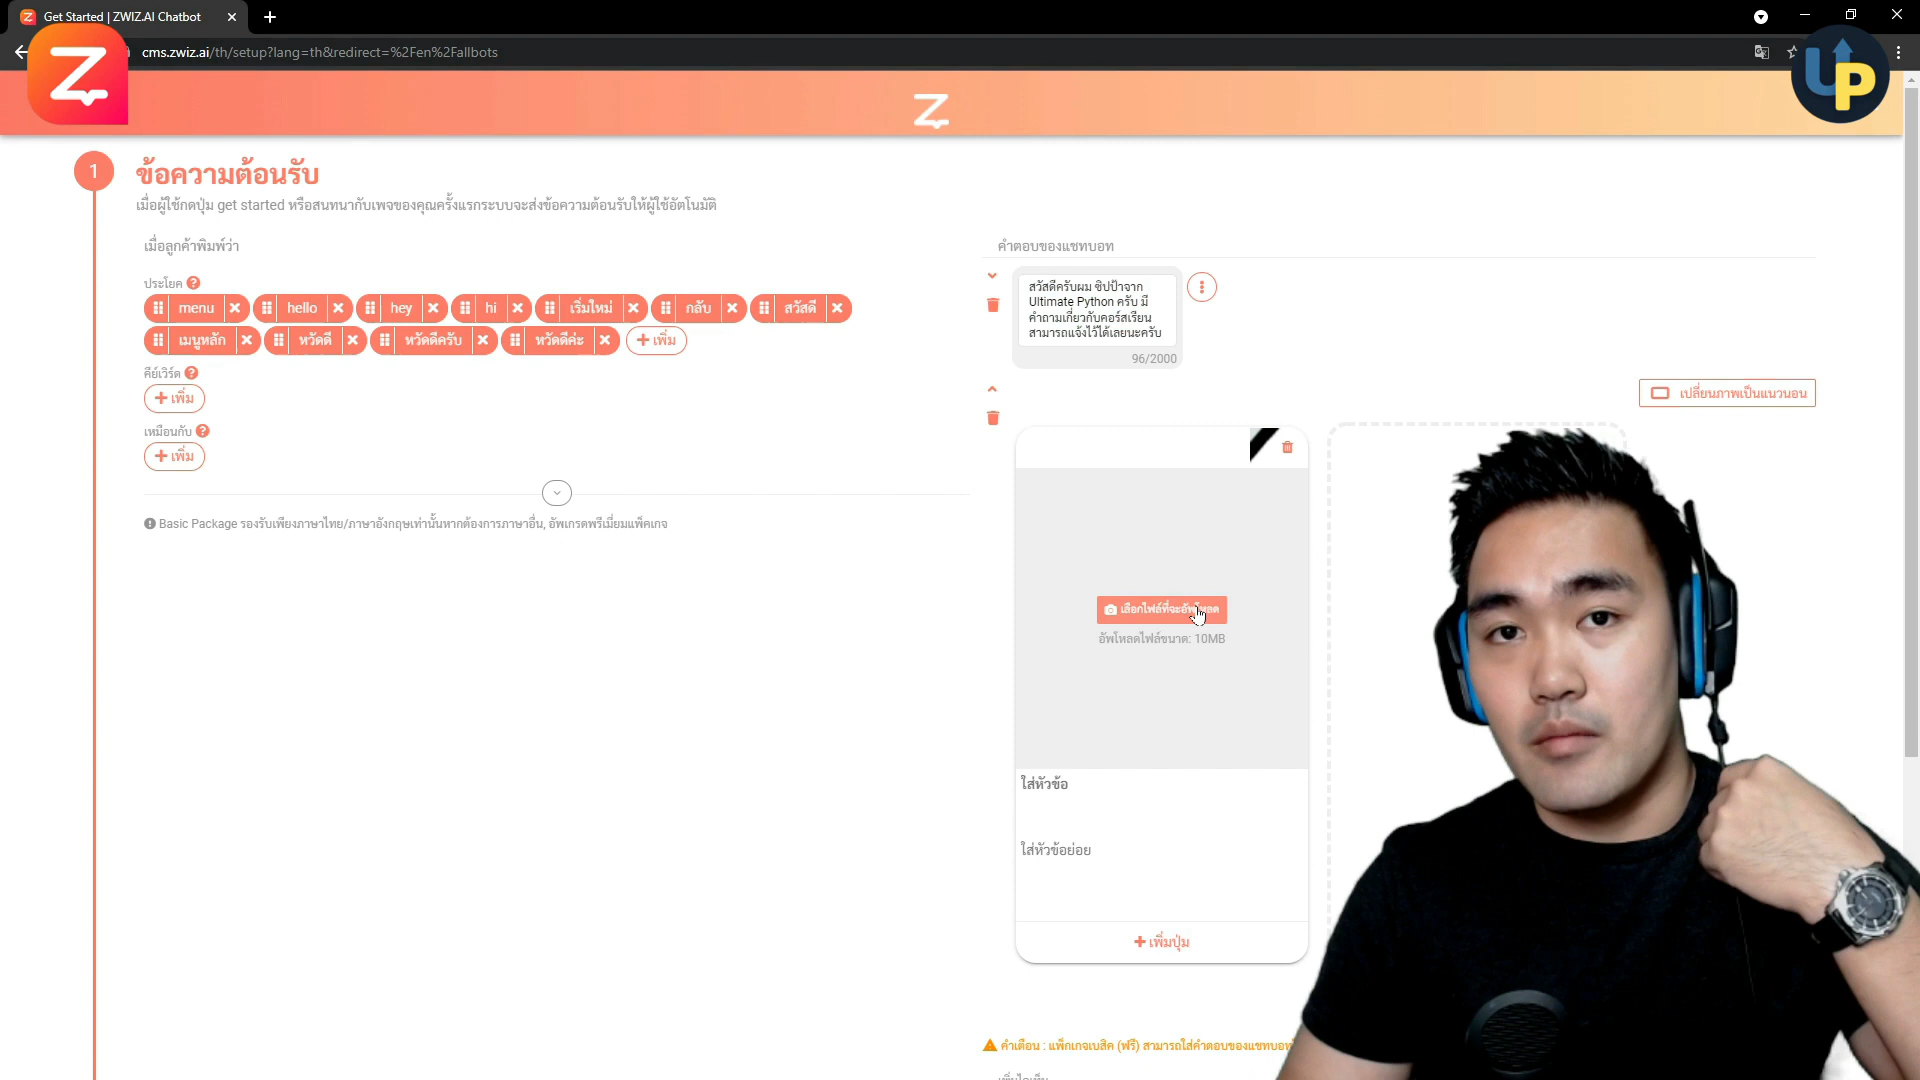 Get Started | ZWIZ.AI Chatbot
cms.zwiz.ai/th/setup?lang=th&redirect=%2Fen%2Fallbots
Z
UP
Z
1
ข้อความต้อนรับ
เมื่อผู้ใช้กดปุ่ม get started หรือสนทนากับเพจของคุณครั้งแรกระบบจะส่งข้อความต้อนรับให้ผู้ใช้อัตโนมัติ
เมื่อลูกค้าพิมพ์ว่า
ประโยค
menu hello hey hi เริ่มใหม่ กลับ สวัสดี
เมนูหลัก หวัดดี หวัดดีครับ หวัดดีค่ะ เพิ่ม
คีย์เวิร์ด
เพิ่ม
เหมือนกับ
เพิ่ม
Basic Package รองรับเพียงภาษาไทย/ภาษาอังกฤษเท่านั้นหากต้องการภาษาอื่น, อัพเกรดพรีเมี่ยมแพ็คเกจ
คำตอบของแชทบอท
สวัสดีครับผม ซิปป้าจาก
Ultimate Python ครับ มี
คำถามเกี่ยวกับคอร์สเรียน
สามารถแจ้งไว้ได้เลยนะครับ
96/2000
เปลี่ยนภาพเป็นแนวนอน
เลือกไฟล์ที่จะอัพโหลด
อัพโหลดไฟล์ขนาด: 10MB
ใส่หัวข้อ
ใส่หัวข้อย่อย
เพิ่มปุ่ม
คำเตือน : แพ็กเกจเบสิค (ฟรี) สามารถใส่คำตอบของแชทบอท